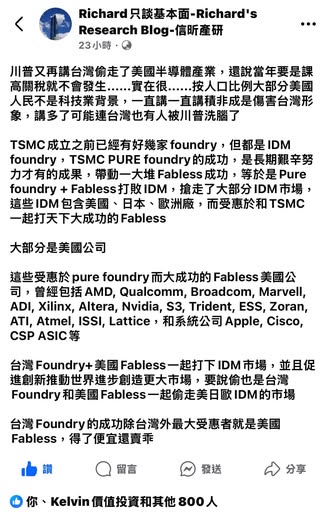 Richard只談基本面-Richard's
Research Blog-信昕產研
23小時·
川普又再講台灣偷走了美國半導體產業，還說當年要是課
高關稅就不會發生......實在很......按人口比例大部分美國
人民不是科技業背景，一直講一直講積非成是傷害台灣形
象，講多了可能連台灣也有人被川普洗腦了
TSMC成立之前已經有好幾家foundry，但都是IDM
foundry，TSMC PURE foundry的成功，是長期艱辛努
力才有的成果，帶動一大堆Fabless成功，等於是Pure
foundry + Fabless打敗IDM，搶走了大部分IDM市場，
這些IDM包含美國、日本、歐洲廠，而受惠於和TSMC
一起打天下大成功的Fabless
大部分是美國公司
這些受惠於pure foundry而大成功的Fabless美國公
司，曾經包括AMD, Qualcomm, Broadcom, Marvell,
ADI, Xilinx, Altera, Nvidia, S3, Trident, ESS, Zoran,
ATI, Atmel, ISSI, Lattice，和系統公司Apple, Cisco,
CSP ASIC等
台灣Foundry+美國Fabless一起打下IDM市場，並且促
進創新推動世界進步創造更大市場，要說偷也是台灣
Foundry和美國Fabless一起偷走美日歐IDM的市場
台灣Foundry的成功除台灣外最大受惠者就是美國
Fabless，得了便宜還賣乖
讚 留言 發送 分享
你、Kelvin價值投資和其他800人